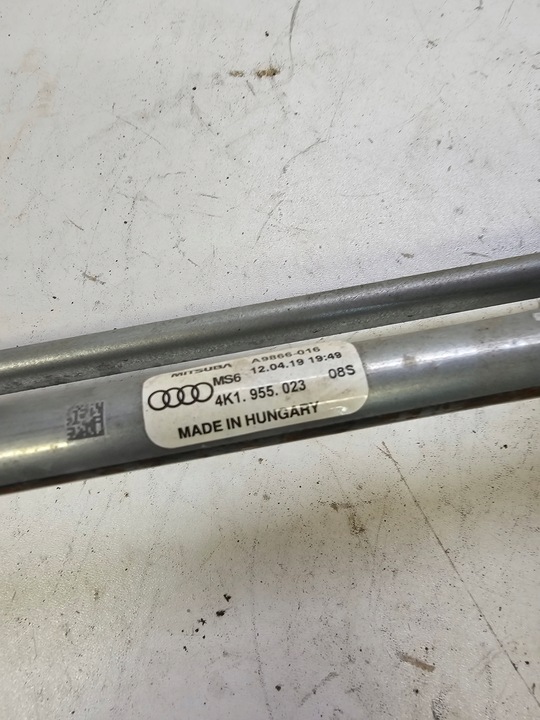 MITSUBA A9866-016
MS6 12.04.19 19:49
4K1.955.023 08S
MADE IN HUNGARY